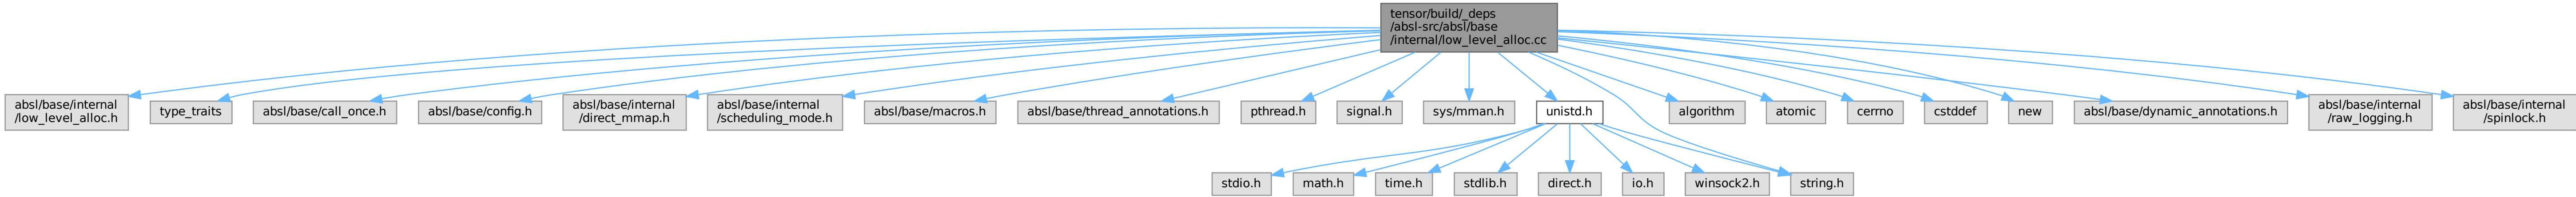 tensor/build/_deps
/absl-src/absl/base
/internal/low_level_alloc.cc
absl/base/internal
/low_level_alloc.h
type_traits
absl/base/call_once.h
absl/base/config.h
absl/base/internal
/direct_mmap.h
absl/base/internal
/scheduling_mode.h
absl/base/macros.h
absl/base/thread_annotations.h
pthread.h
signal.h
sys/mman.h
unistd.h
algorithm
atomic
cerrno
cstddef
new
absl/base/dynamic_annotations.h
absl/base/internal
/raw_logging.h
absl/base/internal
/spinlock.h
stdio.h
math.h
time.h
stdlib.h
direct.h
io.h
winsock2.h
string.h